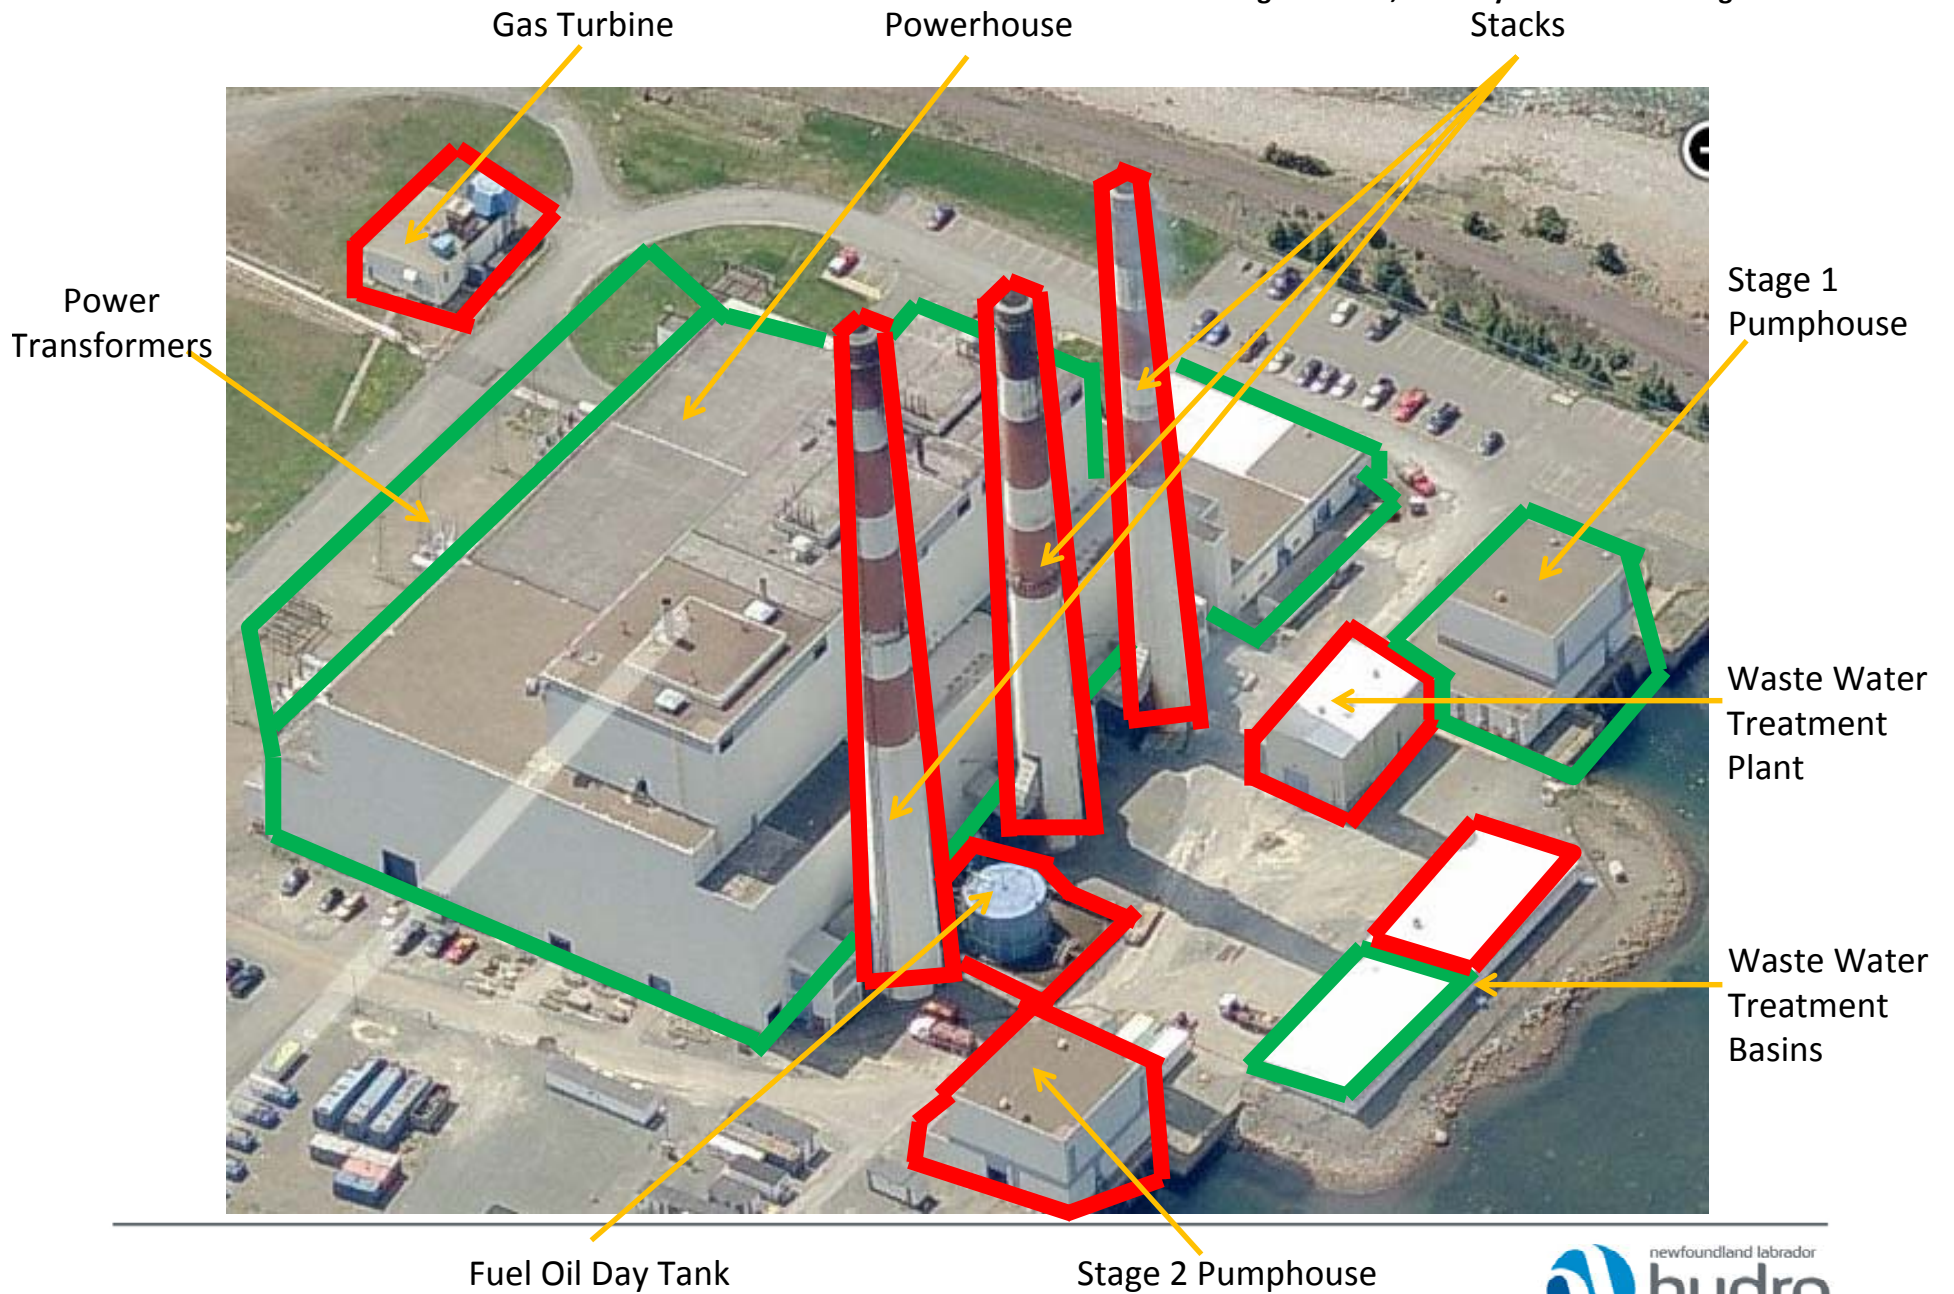 Gas Turbine
Powerhouse
Stacks
Power
Transformers
Stage 1
Pumphouse
Waste Water
Treatment
Plant
Waste Water
Treatment
Basins
Fuel Oil Day Tank
Stage 2 Pumphouse
newfoundland labrador
hydro